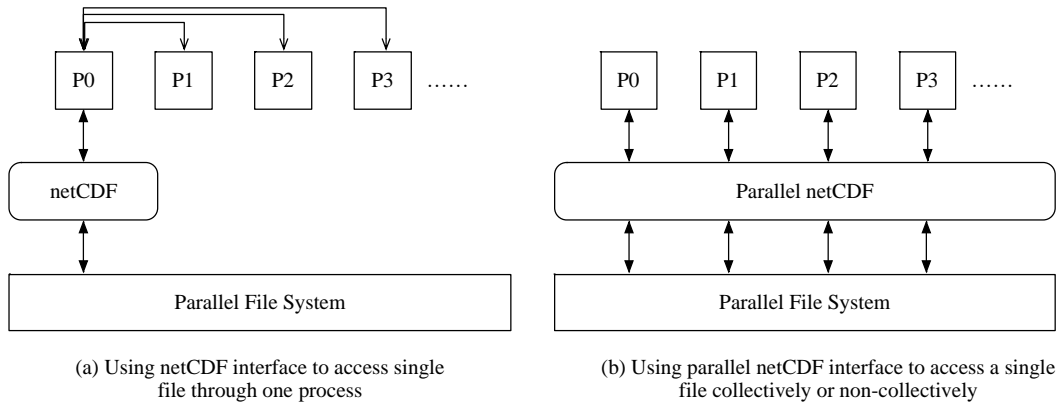 P0 P1 P2 P3 ......
netCDF
Parallel File System
(a) Using netCDF interface to access single
file through one process
P0 P1 P2 P3 ......
Parallel netCDF
Parallel File System
(b) Using parallel netCDF interface to access a single
file collectively or non-collectively